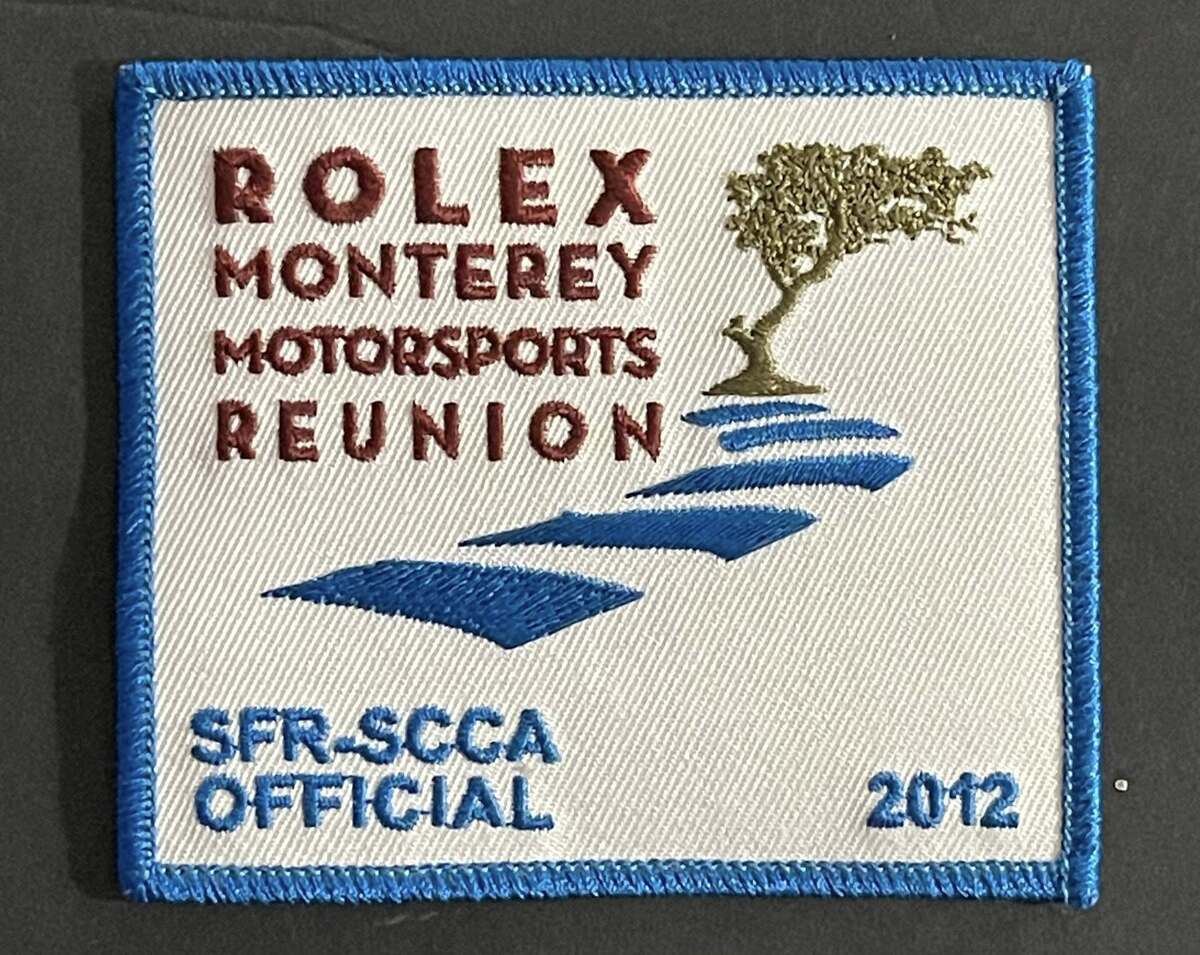 ROLEX
MONTEREY
MOTORSPORTS
REUNION
SFR-SCCA
OFFICIAL
2012